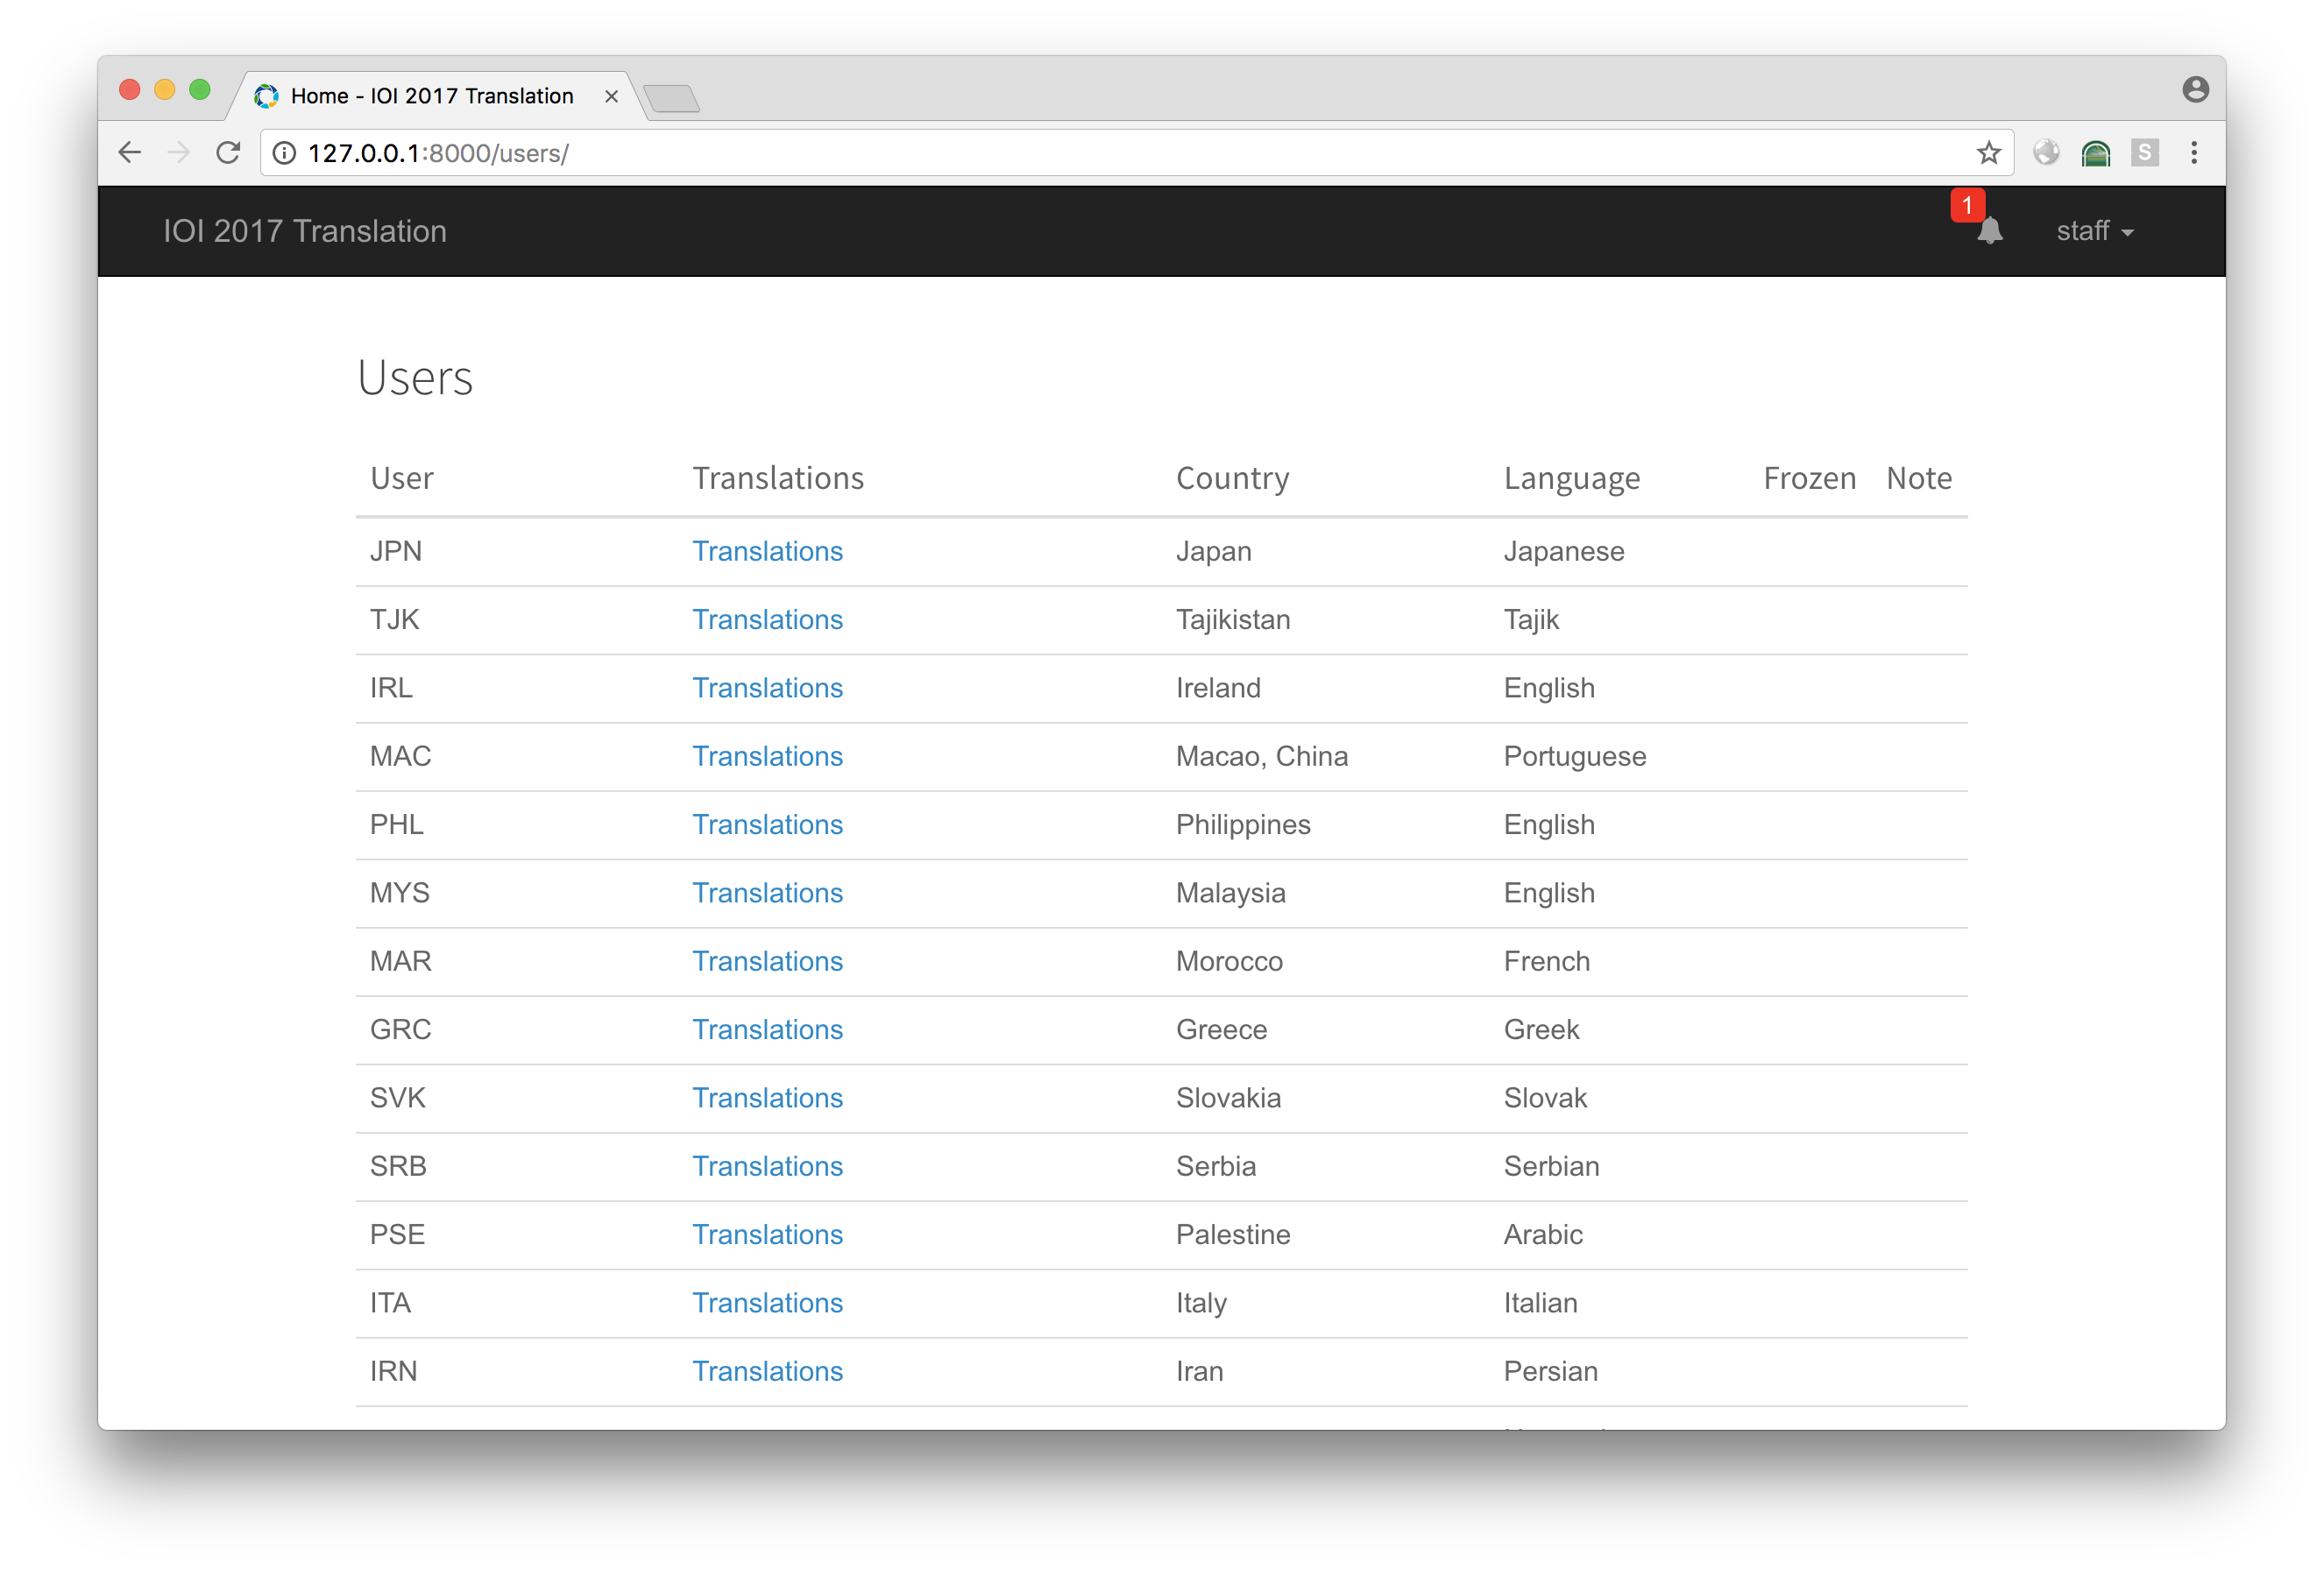 Home - IOI 2017 Translation
127.0.0.1:8000/users/
S
IOI 2017 Translation 1 staff
Users
User Translations Country Language Frozen Note
JPN Translations Japan Japanese
TJK Translations Tajikistan Tajik
IRL Translations Ireland English
MAC Translations Macao, China Portuguese
PHL Translations Philippines English
MYS Translations Malaysia English
MAR Translations Morocco French
GRC Translations Greece Greek
SVK Translations Slovakia Slovak
SRB Translations Serbia Serbian
PSE Translations Palestine Arabic
ITA Translations Italy Italian
IRN Translations Iran Persian